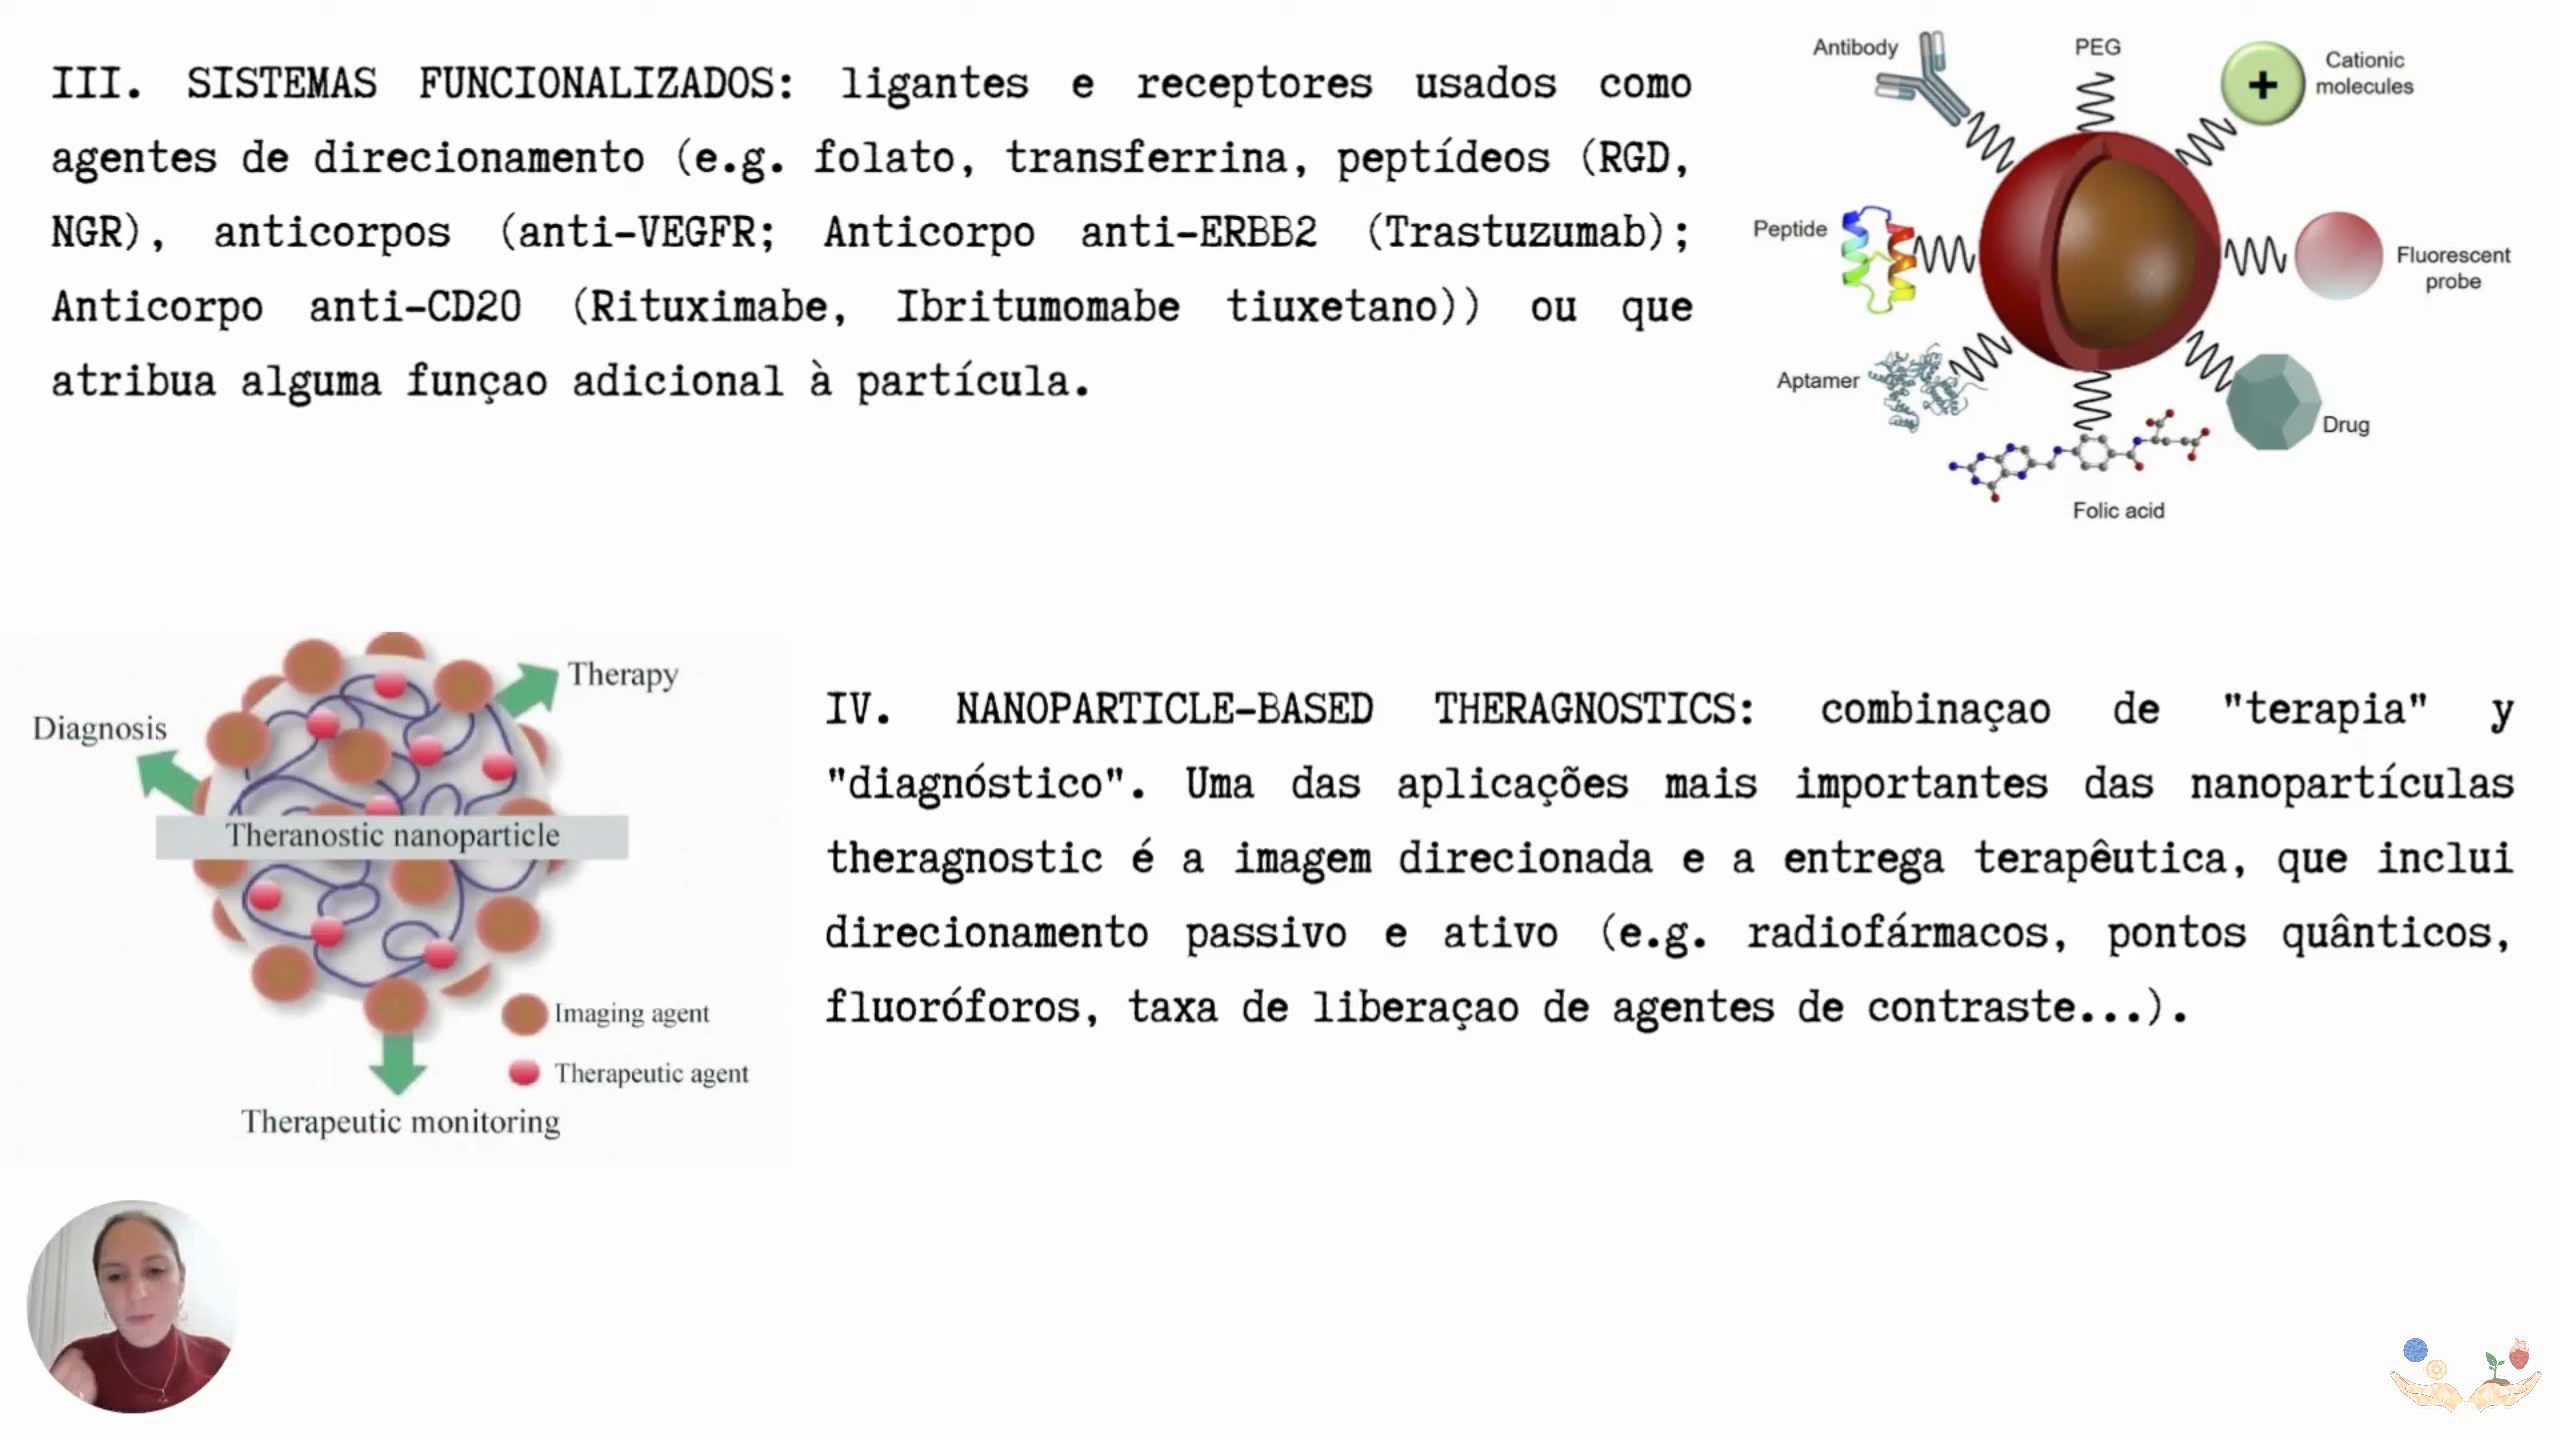 III. SISTEMAS FUNCIONALIZADOS: ligantes e receptores usados como
agentes de direcionamento (e.g. folato, transferrina, peptídeos (RGD,
NGR), anticorpos (anti-VEGFR; Anticorpo anti-ERBB2 (Trastuzumab);
Anticorpo anti-CD20 (Rituximabe, Ibritumomabe tiuxetano)) ou que
atribua alguma funçao adicional à partícula.
Antibody
PEG
Cationic
molecules
Peptide
Fluorescent
probe
Aptamer
Drug
Folic acid
Therapy
Diagnosis
Theranostic nanoparticle
Imaging agent
Therapeutic agent
Therapeutic monitoring
IV. NANOPARTICLE-BASED THERAGNOSTICS: combinaçao de "terapia" y
"diagnóstico". Uma das aplicações mais importantes das nanopartículas
theragnostic é a imagem direcionada e a entrega terapêutica, que inclui
direcionamento passivo e ativo (e.g. radiofármacos, pontos quânticos,
fluoróforos, taxa de liberaçao de agentes de contraste...).